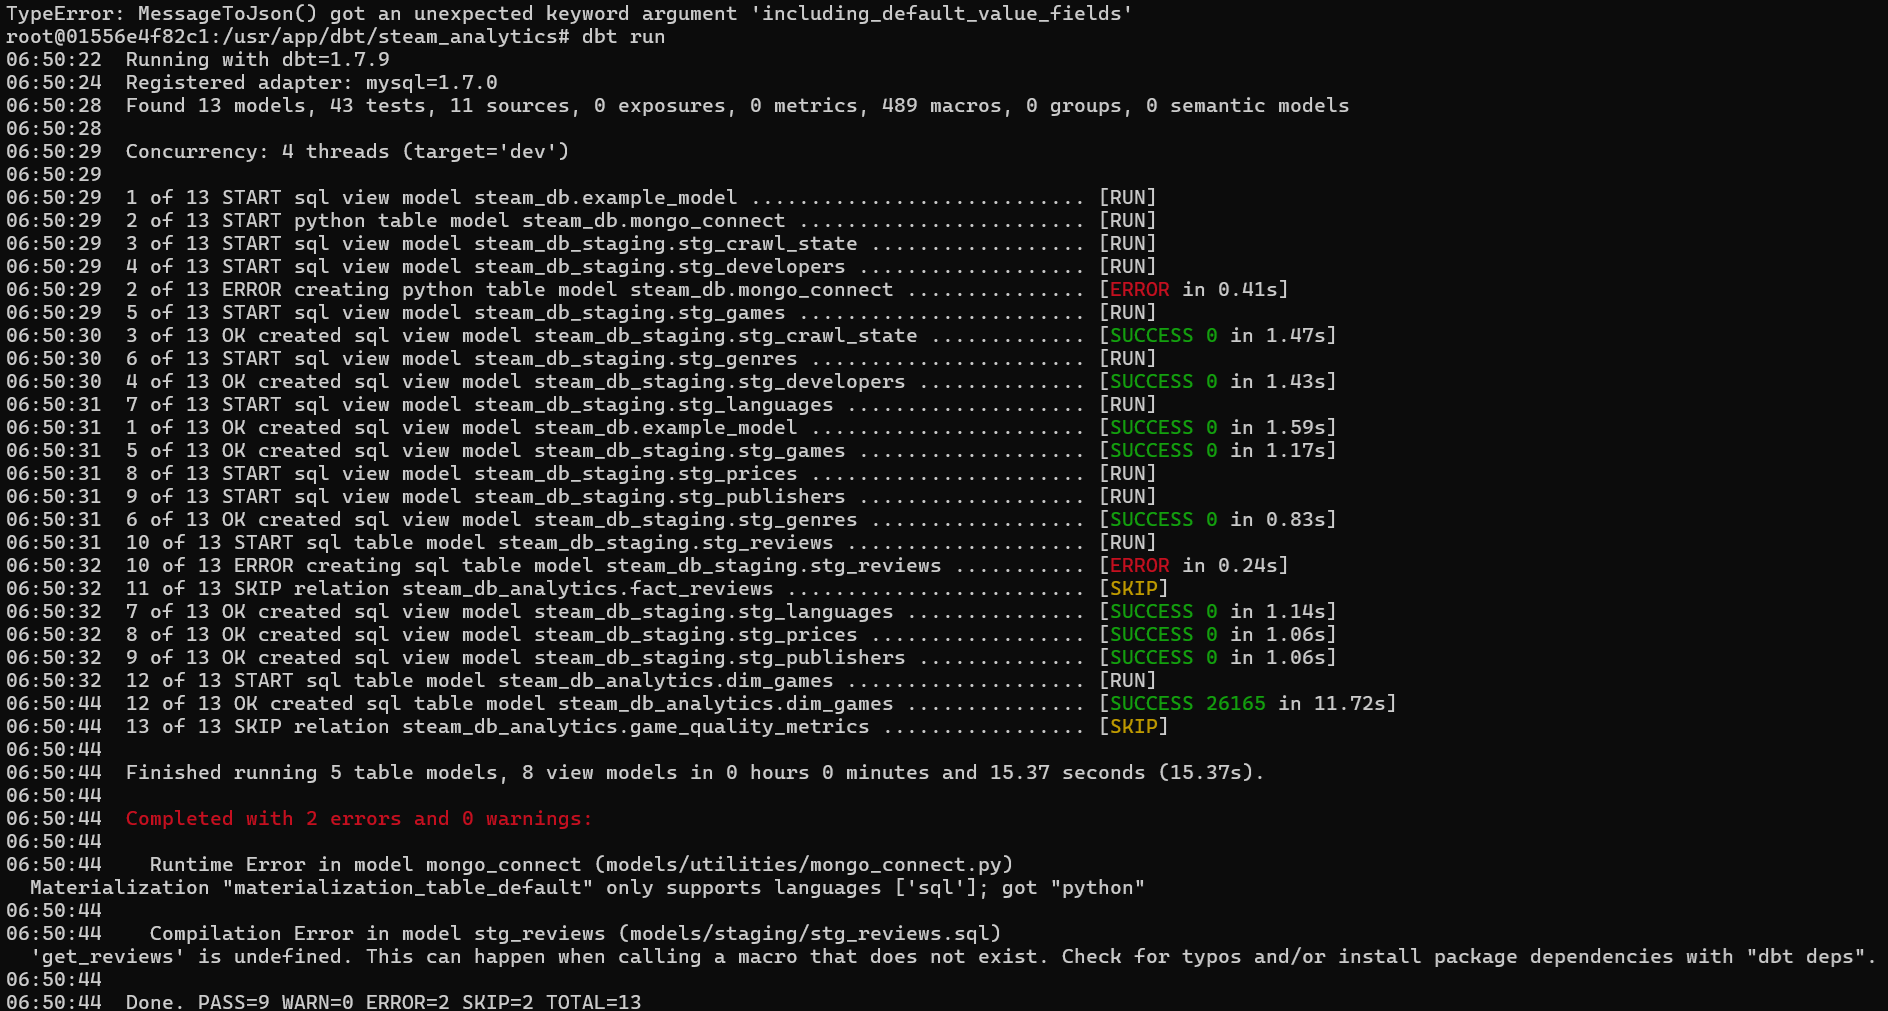 TypeError: MessageToJson() got an unexpected keyword argument 'including_default_value_fields'
root@01556e4f82c1:/usr/app/dbt/steam_analytics# dbt run
06:50:22  Running with dbt=1.7.9
06:50:24  Registered adapter: mysql=1.7.0
06:50:28  Found 13 models, 43 tests, 11 sources, 0 exposures, 0 metrics, 489 macros, 0 groups, 0 semantic models
06:50:28
06:50:29  Concurrency: 4 threads (target='dev')
06:50:29
06:50:29  1 of 13 START sql view model steam_db.example_model ............................ [RUN]
06:50:29  2 of 13 START python table model steam_db.mongo_connect ........................ [RUN]
06:50:29  3 of 13 START sql view model steam_db_staging.stg_crawl_state .................. [RUN]
06:50:29  4 of 13 START sql view model steam_db_staging.stg_developers ................... [RUN]
06:50:29  2 of 13 ERROR creating python table model steam_db.mongo_connect ............... [ERROR in 0.41s]
06:50:29  5 of 13 START sql view model steam_db_staging.stg_games ........................ [RUN]
06:50:30  3 of 13 OK created sql view model steam_db_staging.stg_crawl_state ............. [SUCCESS 0 in 1.47s]
06:50:30  6 of 13 START sql view model steam_db_staging.stg_genres ....................... [RUN]
06:50:30  4 of 13 OK created sql view model steam_db_staging.stg_developers .............. [SUCCESS 0 in 1.43s]
06:50:31  7 of 13 START sql view model steam_db_staging.stg_languages .................... [RUN]
06:50:31  1 of 13 OK created sql view model steam_db.example_model ....................... [SUCCESS 0 in 1.59s]
06:50:31  5 of 13 OK created sql view model steam_db_staging.stg_games ................... [SUCCESS 0 in 1.17s]
06:50:31  8 of 13 START sql view model steam_db_staging.stg_prices ....................... [RUN]
06:50:31  9 of 13 START sql view model steam_db_staging.stg_publishers ................... [RUN]
06:50:31  6 of 13 OK created sql view model steam_db_staging.stg_genres .................. [SUCCESS 0 in 0.83s]
06:50:31  10 of 13 START sql table model steam_db_staging.stg_reviews .................... [RUN]
06:50:32  10 of 13 ERROR creating sql table model steam_db_staging.stg_reviews ........... [ERROR in 0.24s]
06:50:32  11 of 13 SKIP relation steam_db_analytics.fact_reviews ......................... [SKIP]
06:50:32  7 of 13 OK created sql view model steam_db_staging.stg_languages ............... [SUCCESS 0 in 1.14s]
06:50:32  8 of 13 OK created sql view model steam_db_staging.stg_prices .................. [SUCCESS 0 in 1.06s]
06:50:32  9 of 13 OK created sql view model steam_db_staging.stg_publishers .............. [SUCCESS 0 in 1.06s]
06:50:32  12 of 13 START sql table model steam_db_analytics.dim_games .................... [RUN]
06:50:44  12 of 13 OK created sql table model steam_db_analytics.dim_games ............... [SUCCESS 26165 in 11.72s]
06:50:44  13 of 13 SKIP relation steam_db_analytics.game_quality_metrics ................. [SKIP]
06:50:44
06:50:44  Finished running 5 table models, 8 view models in 0 hours 0 minutes and 15.37 seconds (15.37s).
06:50:44
06:50:44  Completed with 2 errors and 0 warnings:
06:50:44
06:50:44    Runtime Error in model mongo_connect (models/utilities/mongo_connect.py)
  Materialization "materialization_table_default" only supports languages ['sql']; got "python"
06:50:44
06:50:44    Compilation Error in model stg_reviews (models/staging/stg_reviews.sql)
  'get_reviews' is undefined. This can happen when calling a macro that does not exist. Check for typos and/or install package dependencies with "dbt deps".
06:50:44
06:50:44  Done. PASS=9 WARN=0 ERROR=2 SKIP=2 TOTAL=13